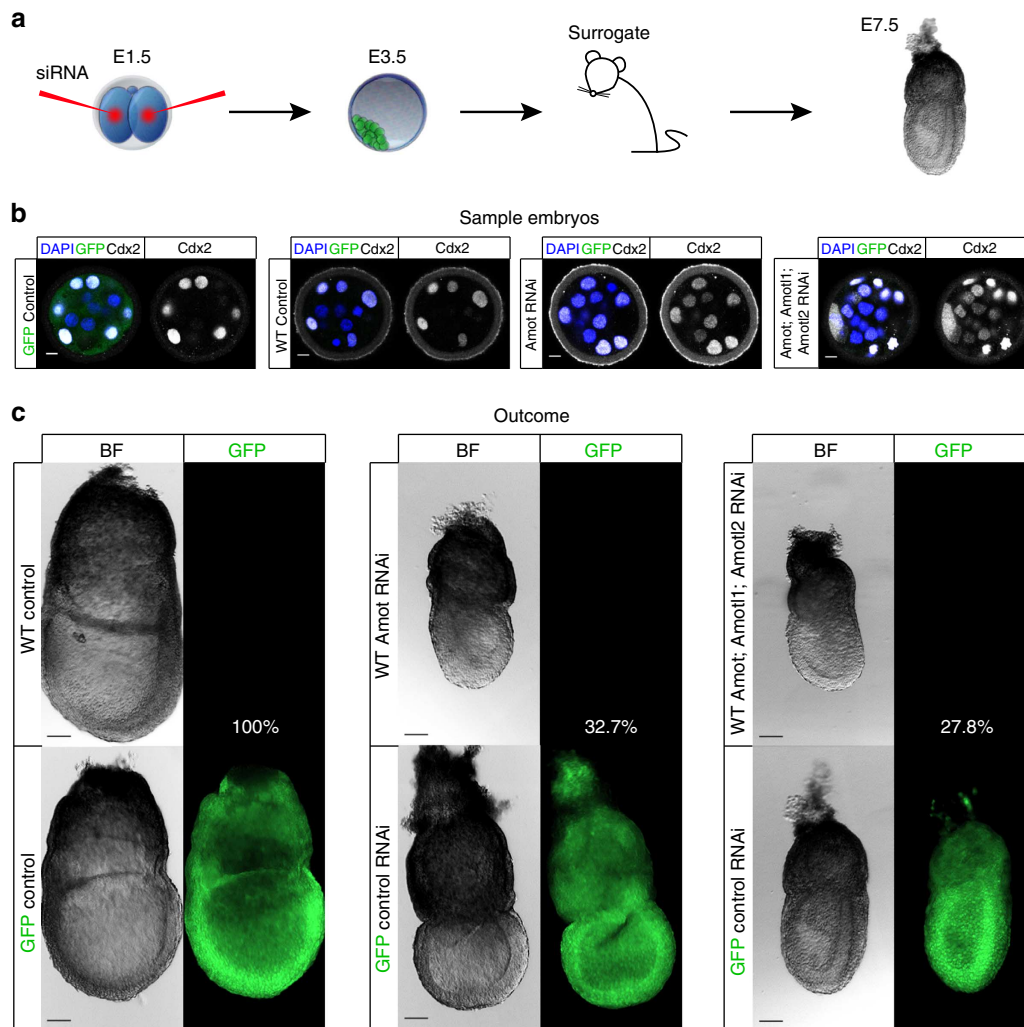 a
siRNA
E1.5
E3.5
Surrogate
E7.5
b
Sample embryos
DAPI GFP Cdx2
Cdx2
GFP Control
DAPI GFP Cdx2
Cdx2
WT Control
DAPI GFP Cdx2
Cdx2
Amot RNAi
DAPI GFP Cdx2
Cdx2
Amot; Amotl1;
Amotl2 RNAi
c
Outcome
BF
GFP
WT control
100%
GFP control
BF
GFP
WT Amot RNAi
32.7%
GFP control RNAi
BF
GFP
WT Amot; Amotl1; Amotl2 RNAi
27.8%
GFP control RNAi